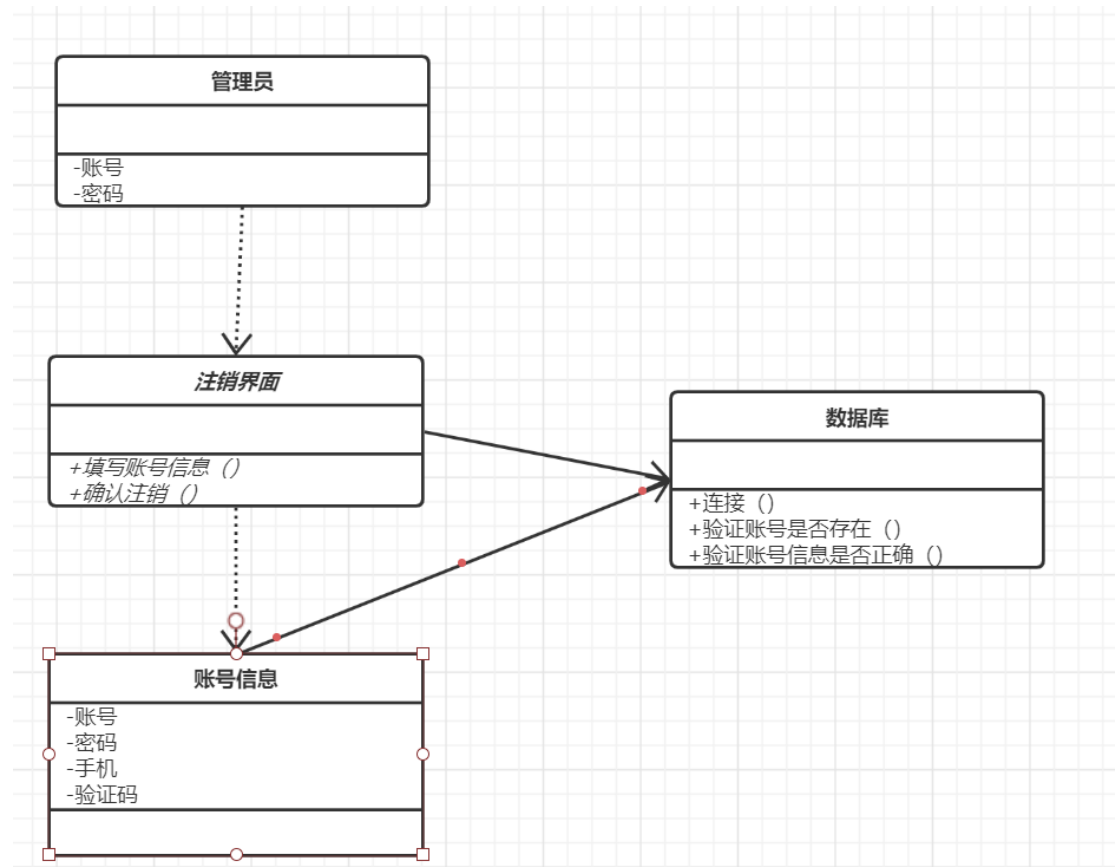 管理员
-账号
-密码
注销界面
+填写账号信息（）
+确认注销（）
数据库
+连接（）
+验证账号是否存在（）
+验证账号信息是否正确（）
账号信息
-账号
-密码
-手机
-验证码